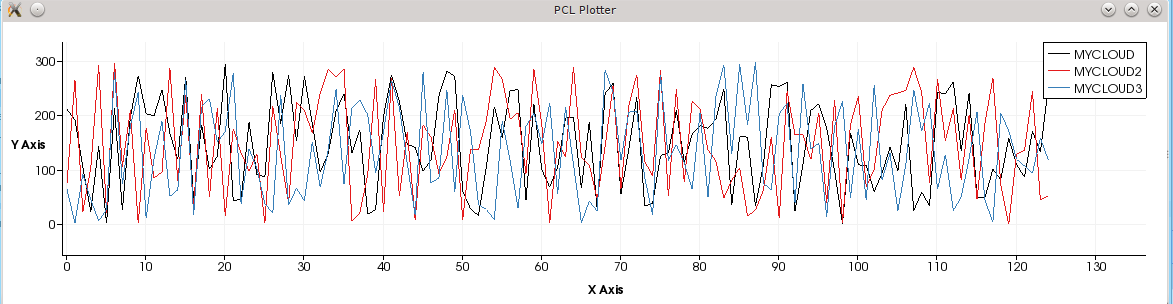 PCL Plotter
MYCLOUD
MYCLOUD2
MYCLOUD3
300
200
Y Axis
100
0
0 10 20 30 40 50 60 70 80 90 100 110 120 130
X Axis